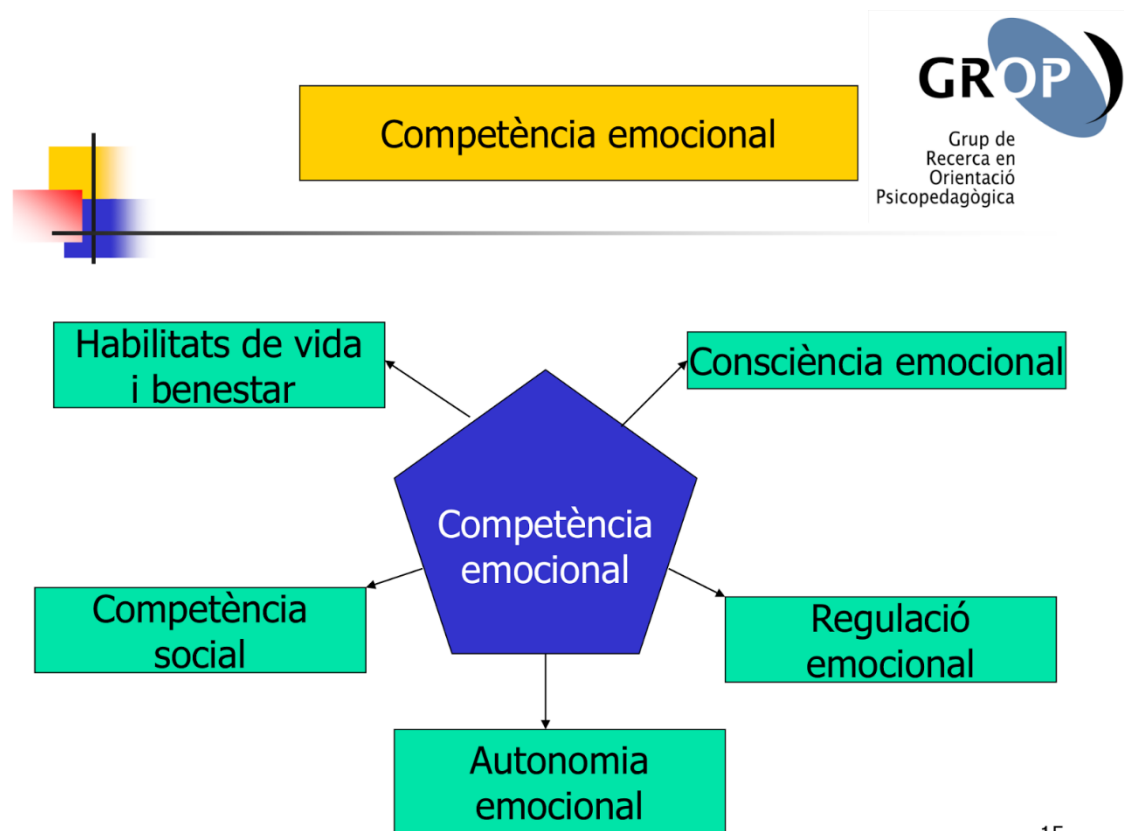 GROP
Grup de
Recerca en
Orientació
Psicopedagògica
Competència emocional
Habilitats de vida
i benestar
Consciència emocional
Competència
emocional
Competència
social
Regulació
emocional
Autonomia
emocional
15